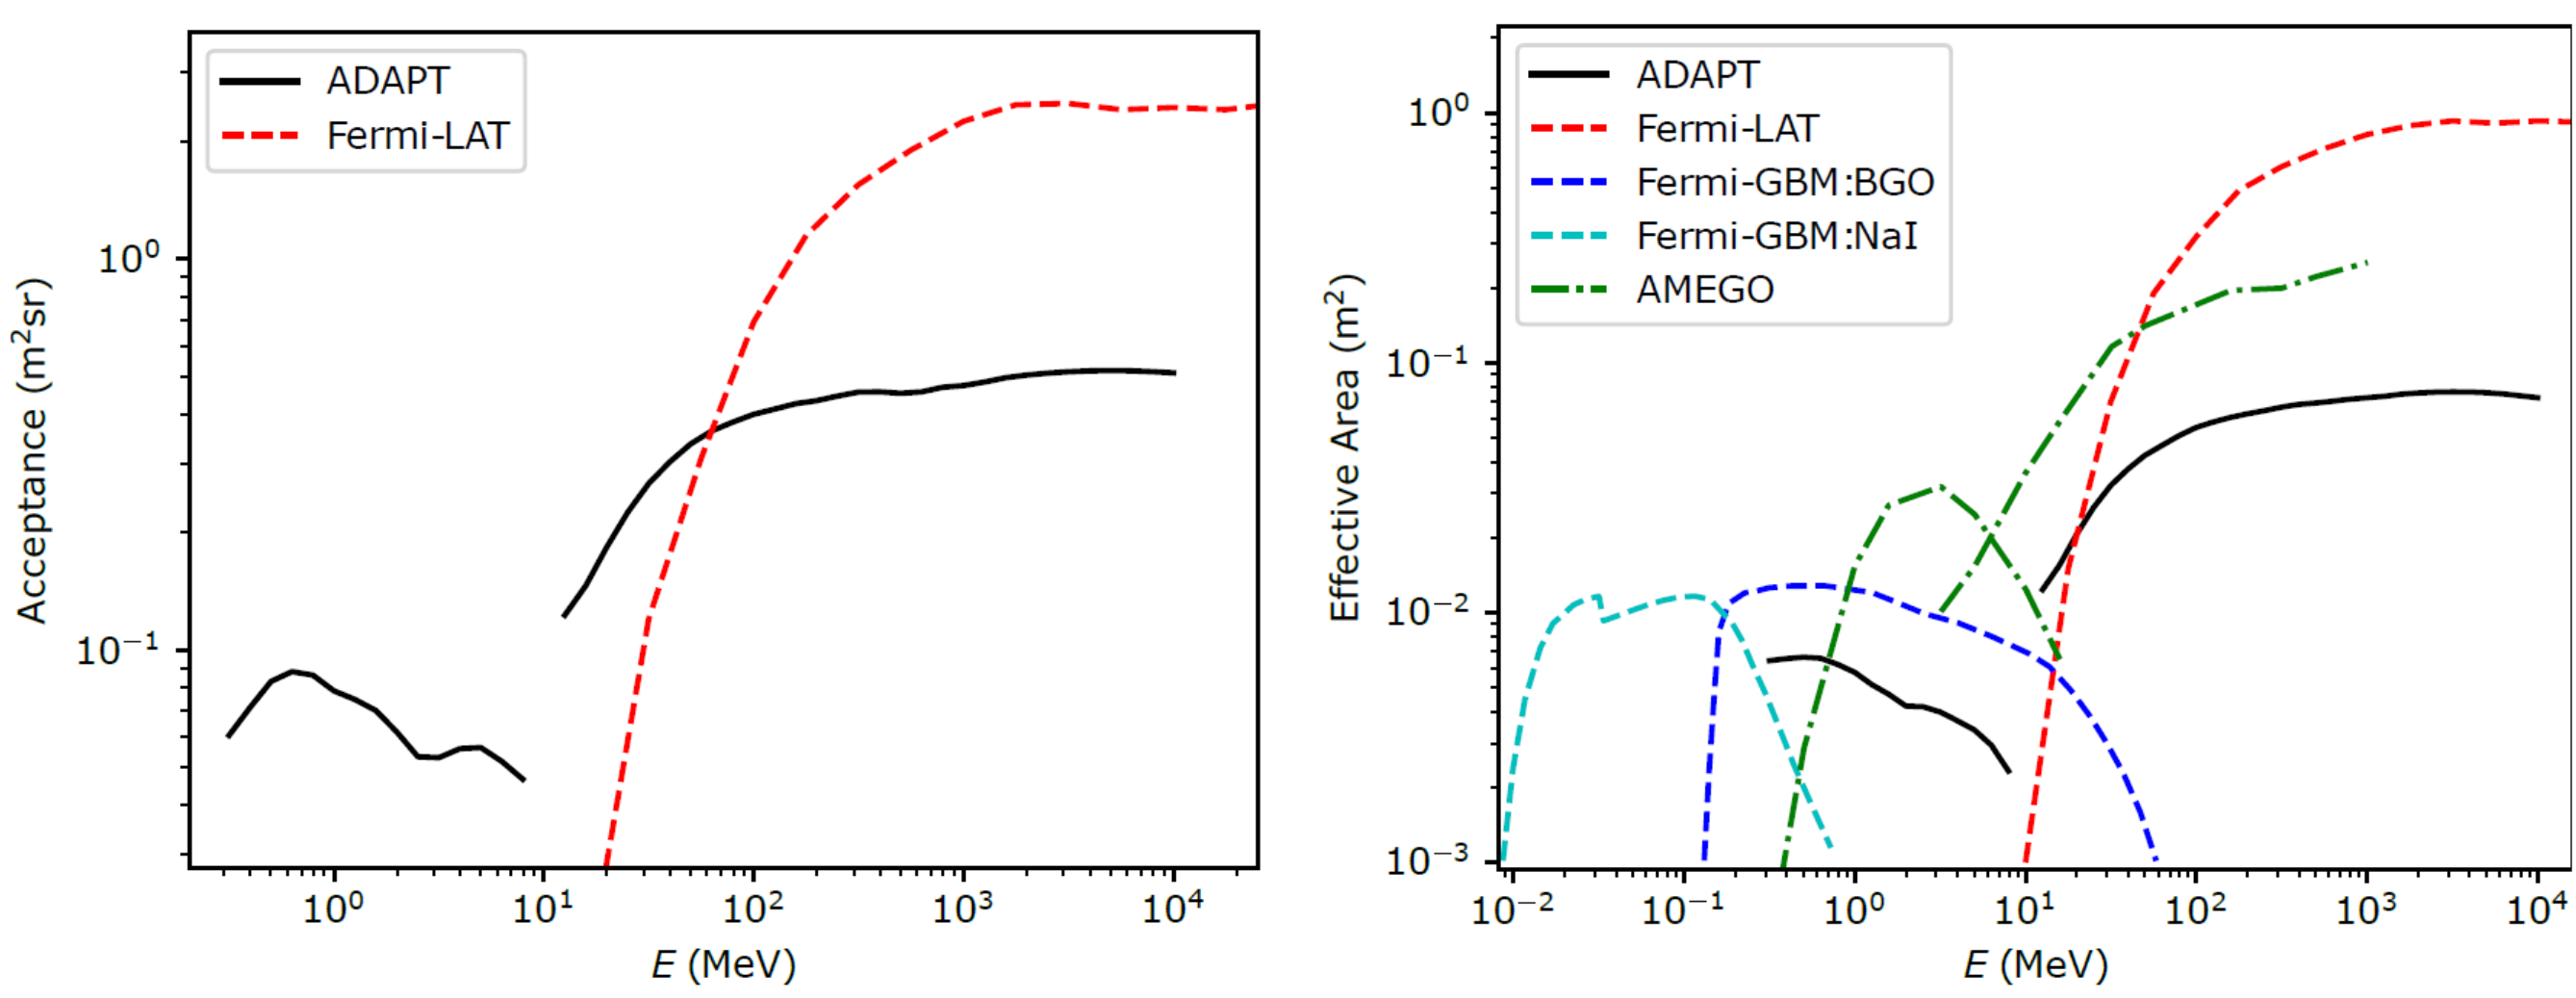 ADAPT
Fermi-LAT
10⁰
10⁻¹
Acceptance (m²sr)
10⁰
10¹
10²
10³
10⁴
E (MeV)
ADAPT
Fermi-LAT
Fermi-GBM:BGO
Fermi-GBM:NaI
AMEGO
10⁰
10⁻¹
10⁻²
10⁻³
Effective Area (m²)
10⁻²
10⁻¹
10⁰
10¹
10²
10³
10⁴
E (MeV)